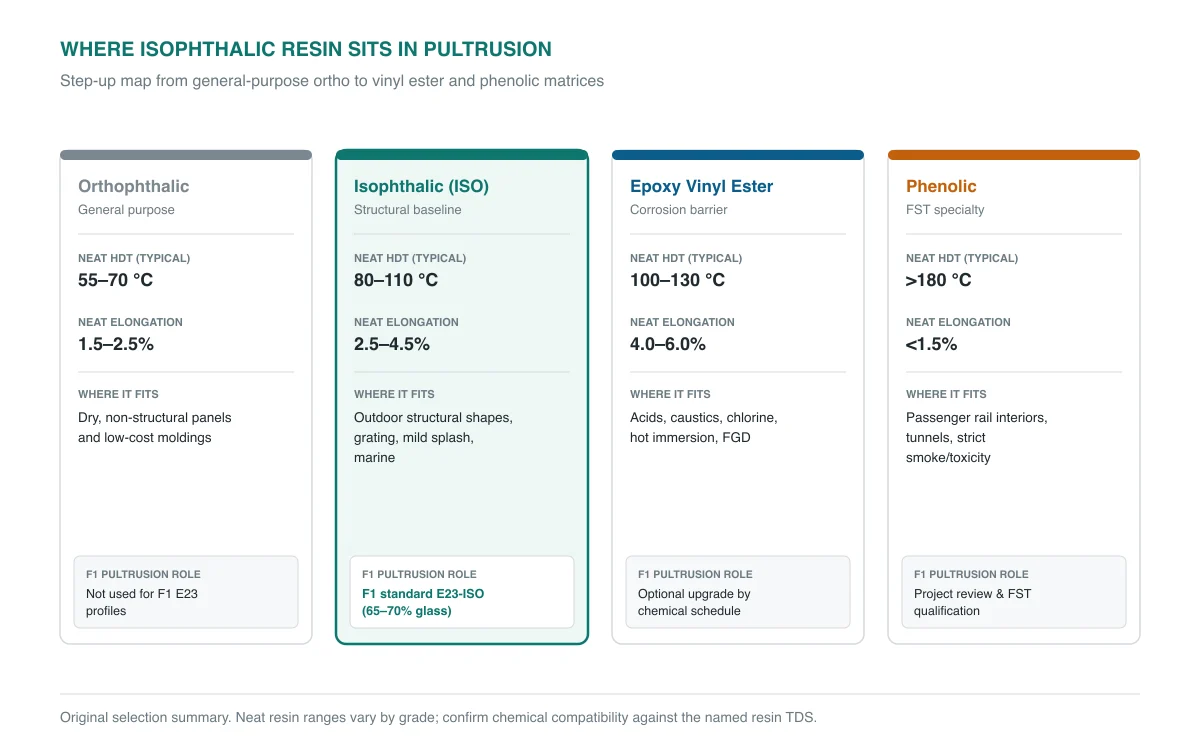 WHERE ISOPHTHALIC RESIN SITS IN PULTRUSION
Step-up map from general-purpose ortho to vinyl ester and phenolic matrices
Orthophthalic
General purpose
NEAT HDT (TYPICAL)
55–70 °C
NEAT ELONGATION
1.5–2.5%
WHERE IT FITS
Dry, non-structural panels
and low-cost moldings
F1 PULTRUSION ROLE
Not used for F1 E23
profiles
Isophthalic (ISO)
Structural baseline
NEAT HDT (TYPICAL)
80–110 °C
NEAT ELONGATION
2.5–4.5%
WHERE IT FITS
Outdoor structural shapes,
grating, mild splash,
marine
F1 PULTRUSION ROLE
F1 standard E23-ISO
(65–70% glass)
Epoxy Vinyl Ester
Corrosion barrier
NEAT HDT (TYPICAL)
100–130 °C
NEAT ELONGATION
4.0–6.0%
WHERE IT FITS
Acids, caustics, chlorine,
hot immersion, FGD
F1 PULTRUSION ROLE
Optional upgrade by
chemical schedule
Phenolic
FST specialty
NEAT HDT (TYPICAL)
>180 °C
NEAT ELONGATION
<1.5%
WHERE IT FITS
Passenger rail interiors,
tunnels, strict
smoke/toxicity
F1 PULTRUSION ROLE
Project review & FST
qualification
Original selection summary. Neat resin ranges vary by grade; confirm chemical compatibility against the named resin TDS.